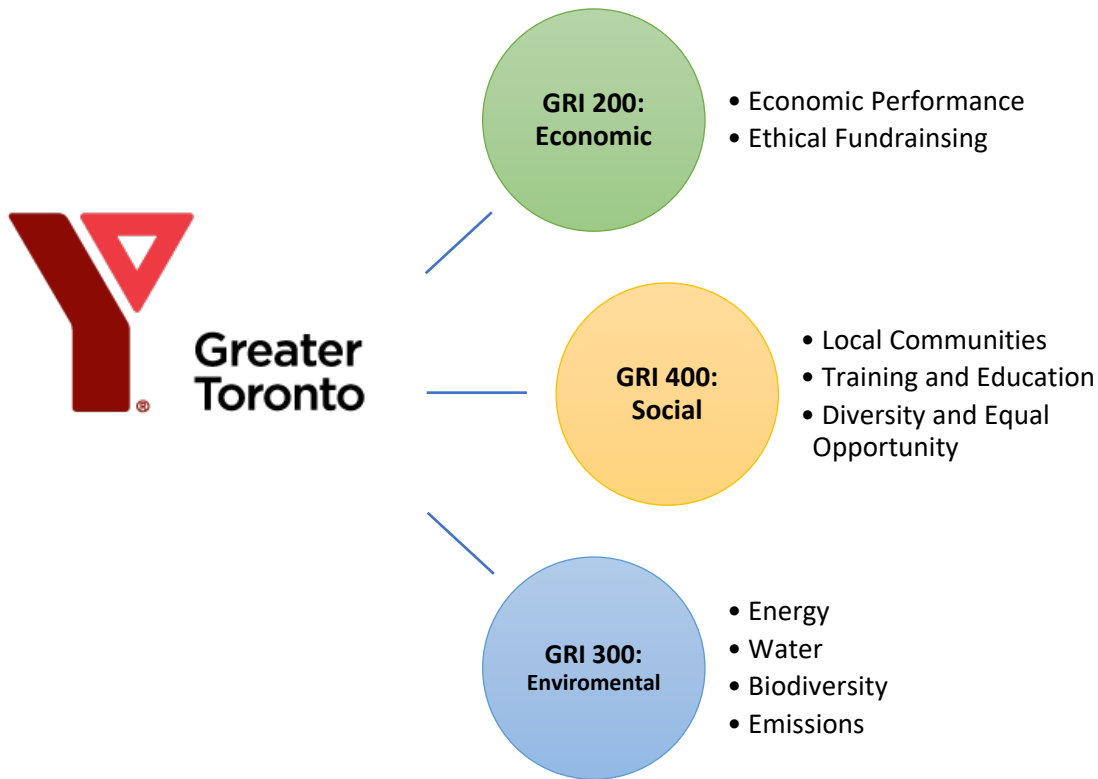 GRI 200:
Economic
• Economic Performance
• Ethical Fundrainsing
Greater
Toronto
®
GRI 400:
Social
• Local Communities
• Training and Education
• Diversity and Equal
Opportunity
GRI 300:
Enviromental
• Energy
• Water
• Biodiversity
• Emissions